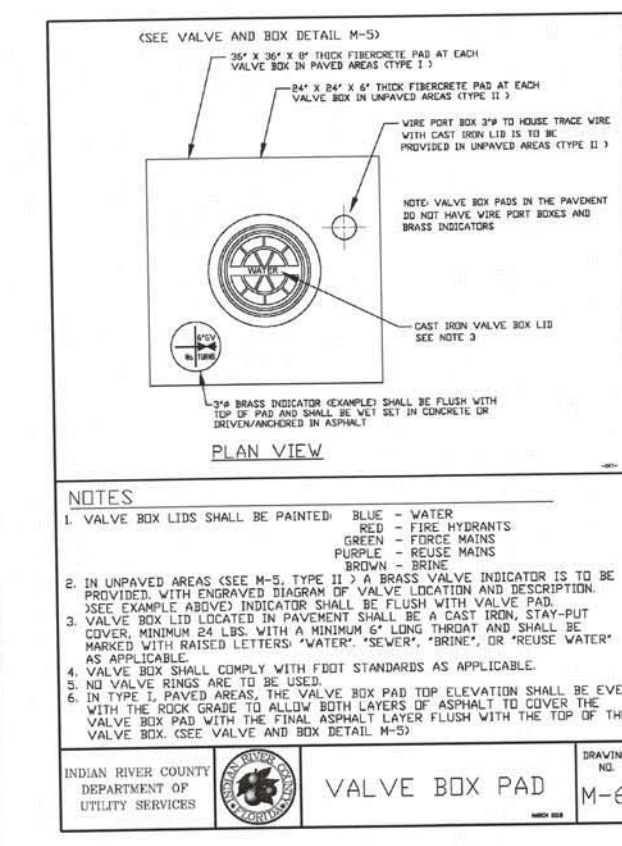 (SEE VALVE AND BOX DETAIL M-5)
36" X 36" X 8" THICK FIBERCRETE PAD AT EACH
VALVE BOX IN PAVED AREAS (TYPE I )
24" X 24" X 6" THICK FIBERCRETE PAD AT EACH
VALVE BOX IN UNPAVED AREAS (TYPE II )
WIRE PORT BOX 3"ø TO HOUSE TRACE WIRE
WITH CAST IRON LID IS TO BE
PROVIDED IN UNPAVED AREAS (TYPE II )
NOTE: VALVE BOX PADS IN THE PAVEMENT
DO NOT HAVE WIRE PORT BOXES AND
BRASS INDICATORS
WATER
CAST IRON VALVE BOX LID
SEE NOTE 3
6"GV
No. TURNS
3"ø BRASS INDICATOR (EXAMPLE) SHALL BE FLUSH WITH
TOP OF PAD AND SHALL BE WET SET IN CONCRETE OR
DRIVEN/ANCHORED IN ASPHALT
PLAN VIEW
NOTES
1. VALVE BOX LIDS SHALL BE PAINTED: BLUE - WATER
RED - FIRE HYDRANTS
GREEN - FORCE MAINS
PURPLE - REUSE MAINS
BROWN - BRINE
2. IN UNPAVED AREAS (SEE M-5, TYPE II ) A BRASS VALVE INDICATOR IS TO BE
PROVIDED. WITH ENGRAVED DIAGRAM OF VALVE LOCATION AND DESCRIPTION.
)SEE EXAMPLE ABOVE) INDICATOR SHALL BE FLUSH WITH VALVE PAD.
3. VALVE BOX LID LOCATED IN PAVEMENT SHALL BE A CAST IRON, STAY-PUT
COVER, MINIMUM 24 LBS. WITH A MINIMUM 6" LONG THROAT AND SHALL BE
MARKED WITH RAISED LETTERS: "WATER". "SEWER", "BRINE", OR "REUSE WATER"
AS APPLICABLE.
4. VALVE BOX SHALL COMPLY WITH FDOT STANDARDS AS APPLICABLE.
5. NO VALVE RINGS ARE TO BE USED.
6. IN TYPE I, PAVED AREAS, THE VALVE BOX PAD TOP ELEVATION SHALL BE EVE
WITH THE ROCK GRADE TO ALLOW BOTH LAYERS OF ASPHALT TO COVER THE
VALVE BOX PAD WITH THE FINAL ASPHALT LAYER FLUSH WITH THE TOP OF TH
VALVE BOX. (SEE VALVE AND BOX DETAIL M-5)
INDIAN RIVER COUNTY
DEPARTMENT OF
UTILITY SERVICES
INDIAN RIVER COUNTY
FLORIDA
VALVE BOX PAD
DRAWIN
NO.
M-6